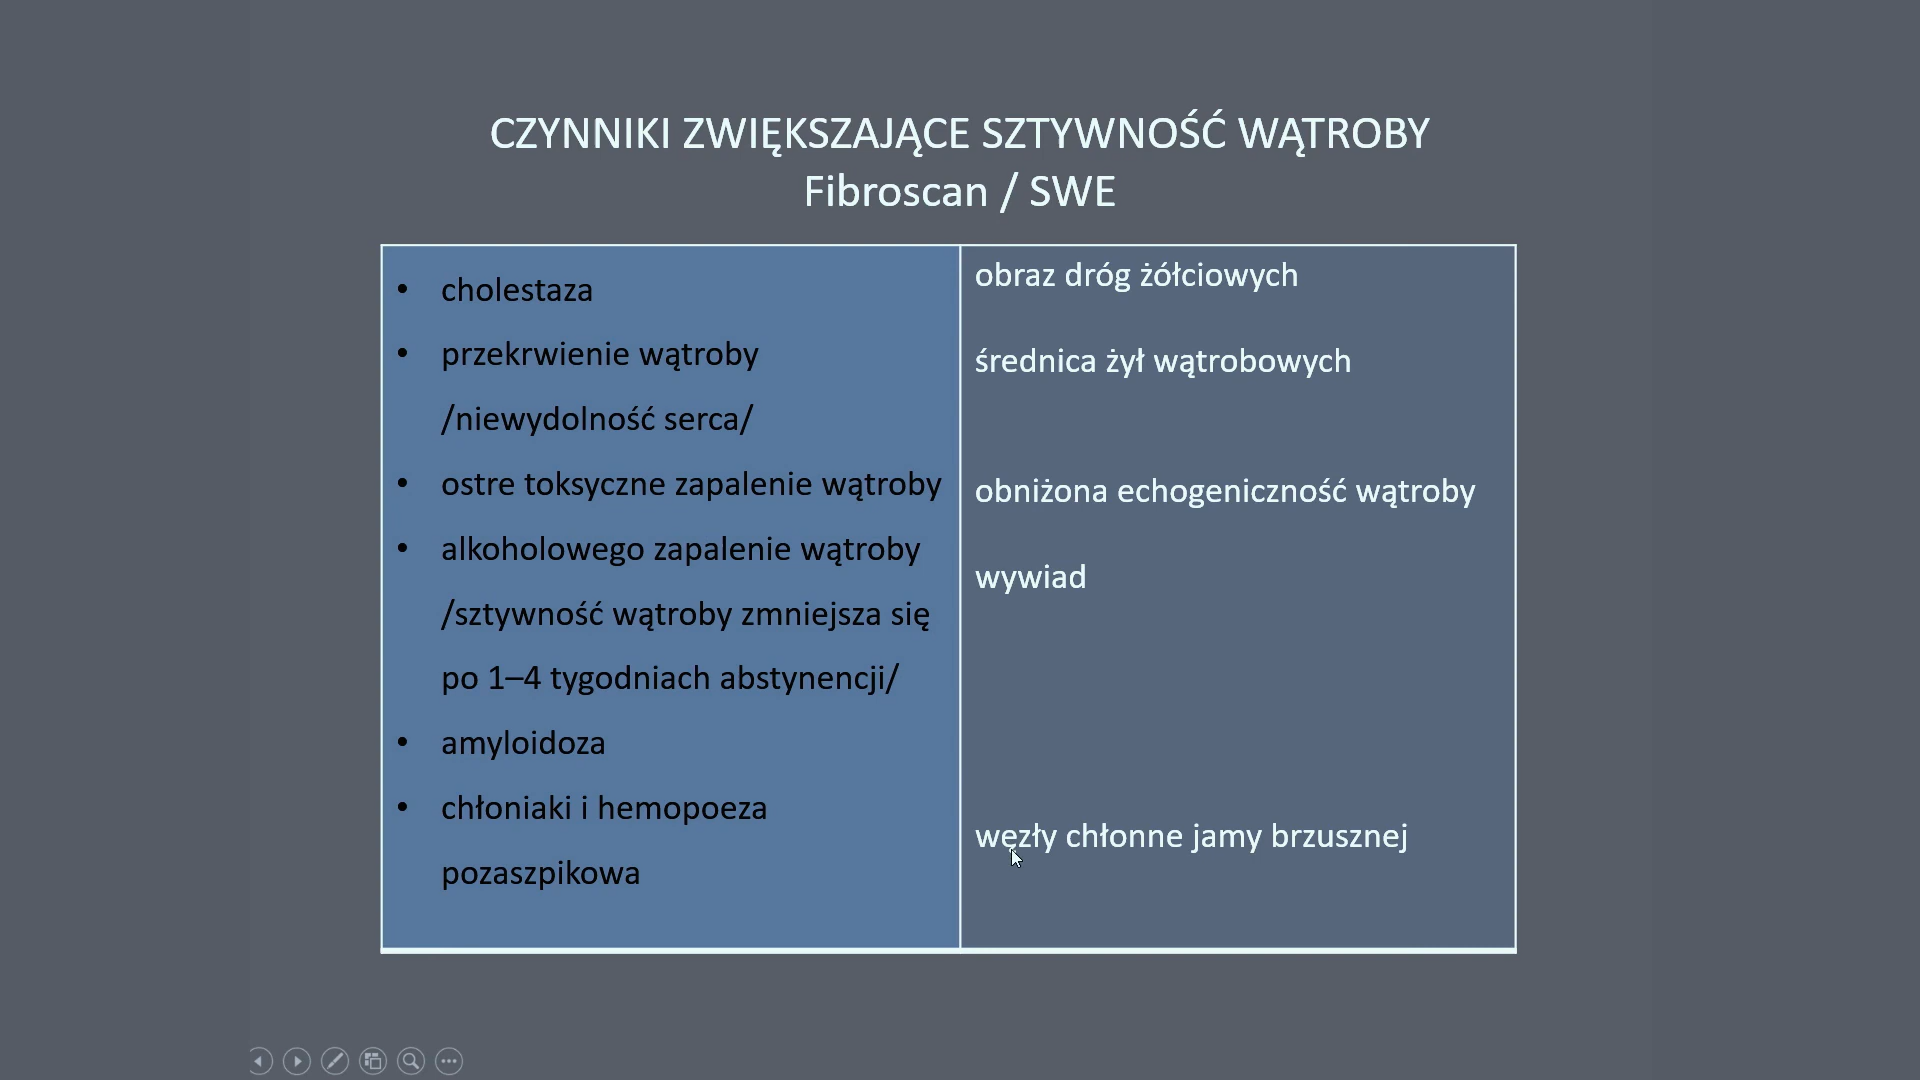 CZYNNIKI ZWIĘKSZAJĄCE SZTYWNOŚĆ WĄTROBY
Fibroscan / SWE
• cholestaza
• przekrwienie wątroby
/niewydolność serca/
• ostre toksyczne zapalenie wątroby
• alkoholowego zapalenie wątroby
/sztywność wątroby zmniejsza się
po 1–4 tygodniach abstynencji/
• amyloidoza
• chłoniaki i hemopoeza
pozaszpikowa
obraz dróg żółciowych
średnica żył wątrobowych
obniżona echogeniczność wątroby
wywiad
węzły chłonne jamy brzusznej